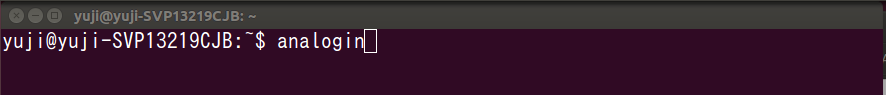 yuji@yuji-SVP13219CJB: ~
yuji@yuji-SVP13219CJB:~$ analogin